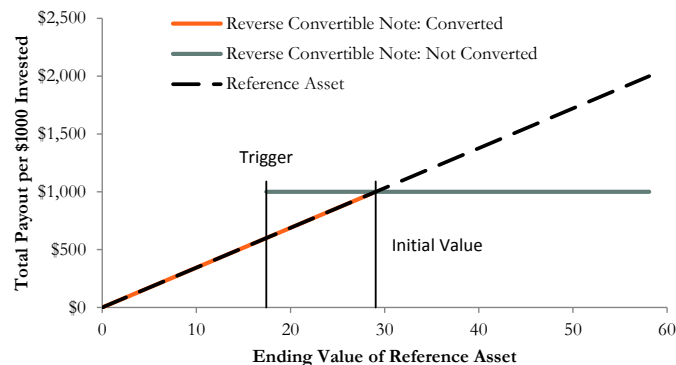 Total Payout per $1000 Invested
$2,500
$2,000
$1,500
$1,000
$500
$0
Reverse Convertible Note: Converted
Reverse Convertible Note: Not Converted
Reference Asset
Trigger
Initial Value
0 10 20 30 40 50 60
Ending Value of Reference Asset